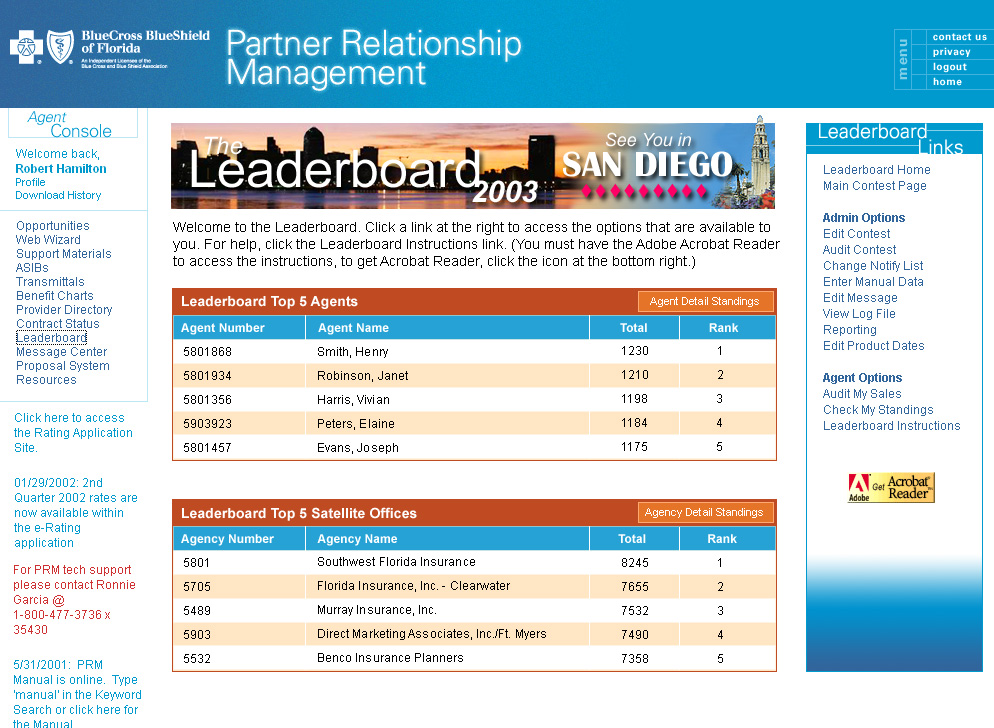 BlueCross BlueShield
of Florida
An Independent Licensee of the
Blue Cross and Blue Shield Association
Partner Relationship
Management
menu
contact us
privacy
logout
home
Agent
Console
Welcome back,
Robert Hamilton
Profile
Download History
Opportunities
Web Wizard
Support Materials
ASIBs
Transmittals
Benefit Charts
Provider Directory
Contract Status
Leaderboard
Message Center
Proposal System
Resources
Click here to access
the Rating Application
Site.
01/29/2002: 2nd
Quarter 2002 rates are
now available within
the e-Rating
application
For PRM tech support
please contact Ronnie
Garcia @
1-800-477-3736 x
35430
5/31/2001: PRM
Manual is online. Type
'manual' in the Keyword
Search or click here for
the Manual
The
Leaderboard
2003
See You in
SAN DIEGO
Welcome to the Leaderboard. Click a link at the right to access the options that are available to
you. For help, click the Leaderboard Instructions link. (You must have the Adobe Acrobat Reader
to access the instructions, to get Acrobat Reader, click the icon at the bottom right.)
Leaderboard Top 5 Agents Agent Detail Standings
Agent Number Agent Name Total Rank
5801868 Smith, Henry 1230 1
5801934 Robinson, Janet 1210 2
5801356 Harris, Vivian 1198 3
5903923 Peters, Elaine 1184 4
5801457 Evans, Joseph 1175 5
Leaderboard Top 5 Satellite Offices Agency Detail Standings
Agency Number Agency Name Total Rank
5801 Southwest Florida Insurance 8245 1
5705 Florida Insurance, Inc. - Clearwater 7655 2
5489 Murray Insurance, Inc. 7532 3
5903 Direct Marketing Associates, Inc./Ft. Myers 7490 4
5532 Benco Insurance Planners 7358 5
Leaderboard
Links
Leaderboard Home
Main Contest Page
Admin Options
Edit Contest
Audit Contest
Change Notify List
Enter Manual Data
Edit Message
View Log File
Reporting
Edit Product Dates
Agent Options
Audit My Sales
Check My Standings
Leaderboard Instructions
Adobe
Get Acrobat
Reader